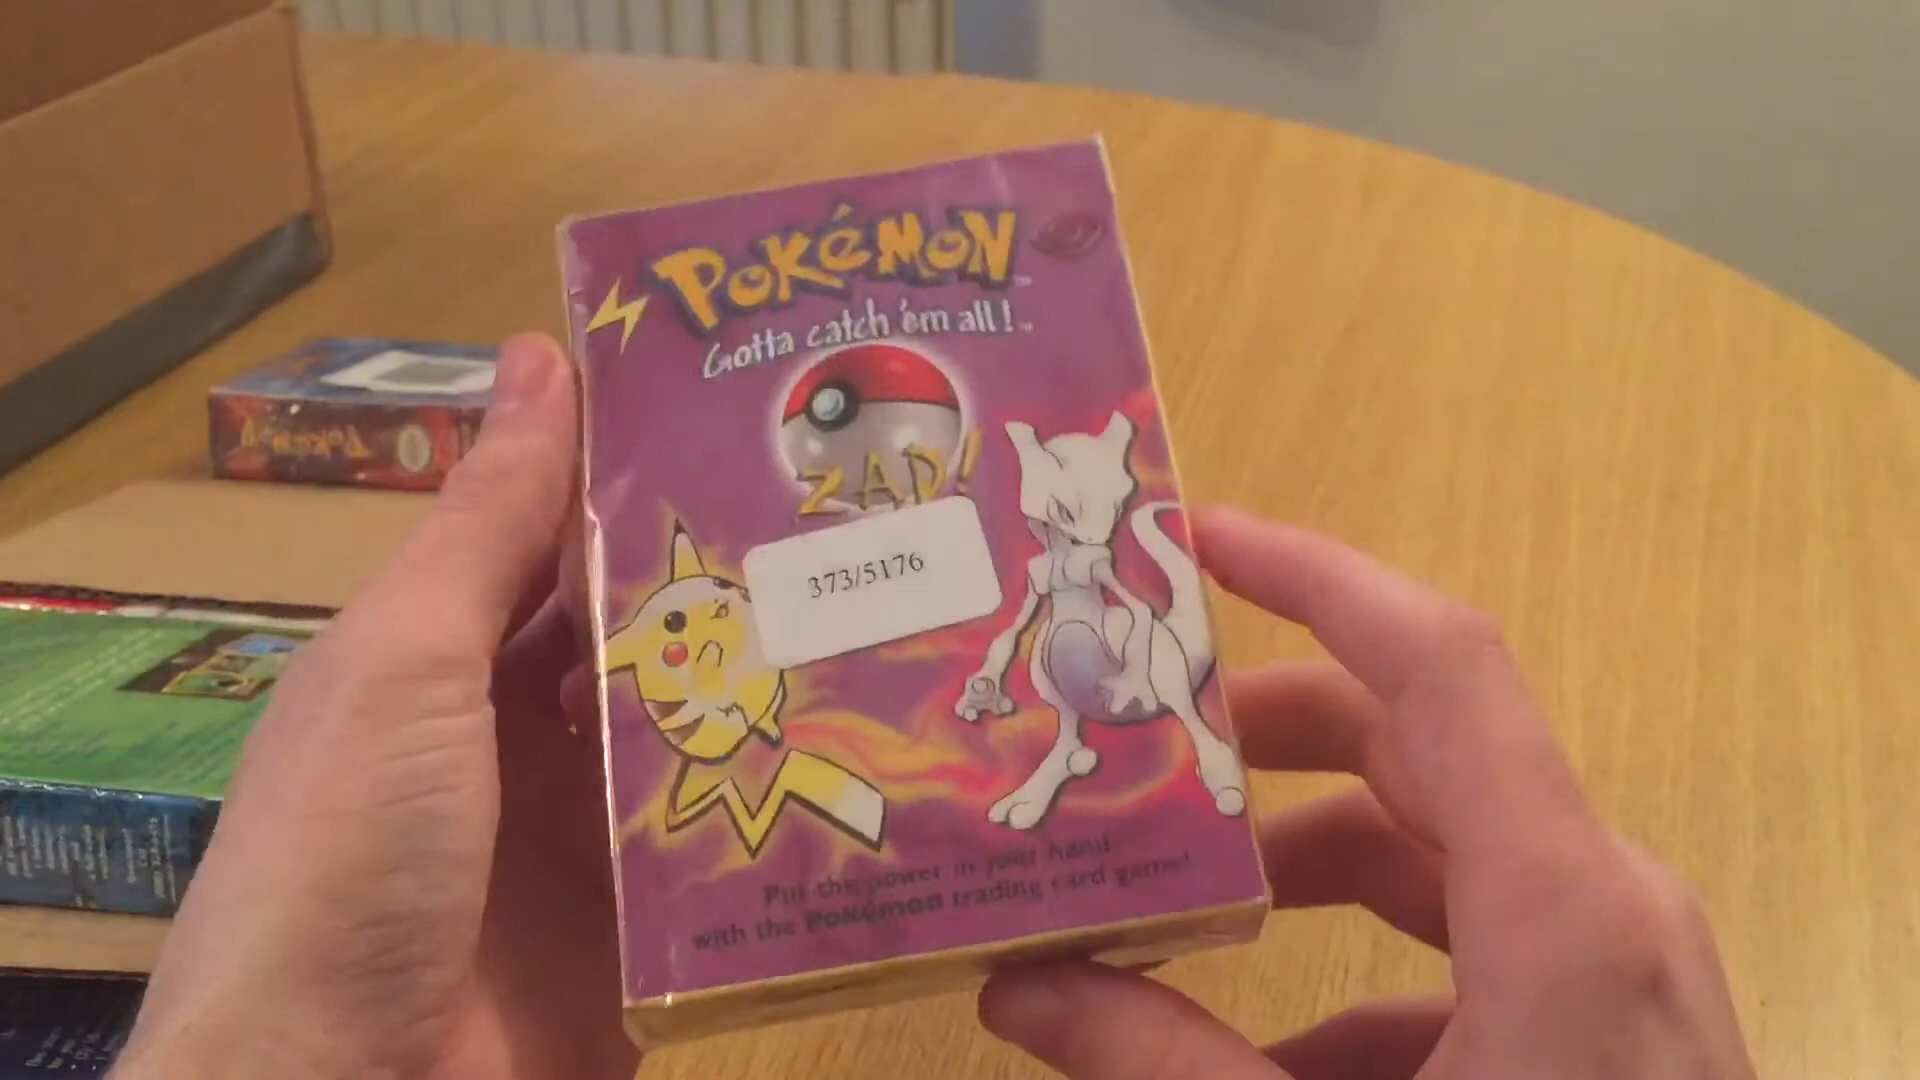 POKéMON
Gotta catch 'em all!
ZAP!
373/5176
Put the power in your hand
with the Pokémon trading card game!
Pokémon